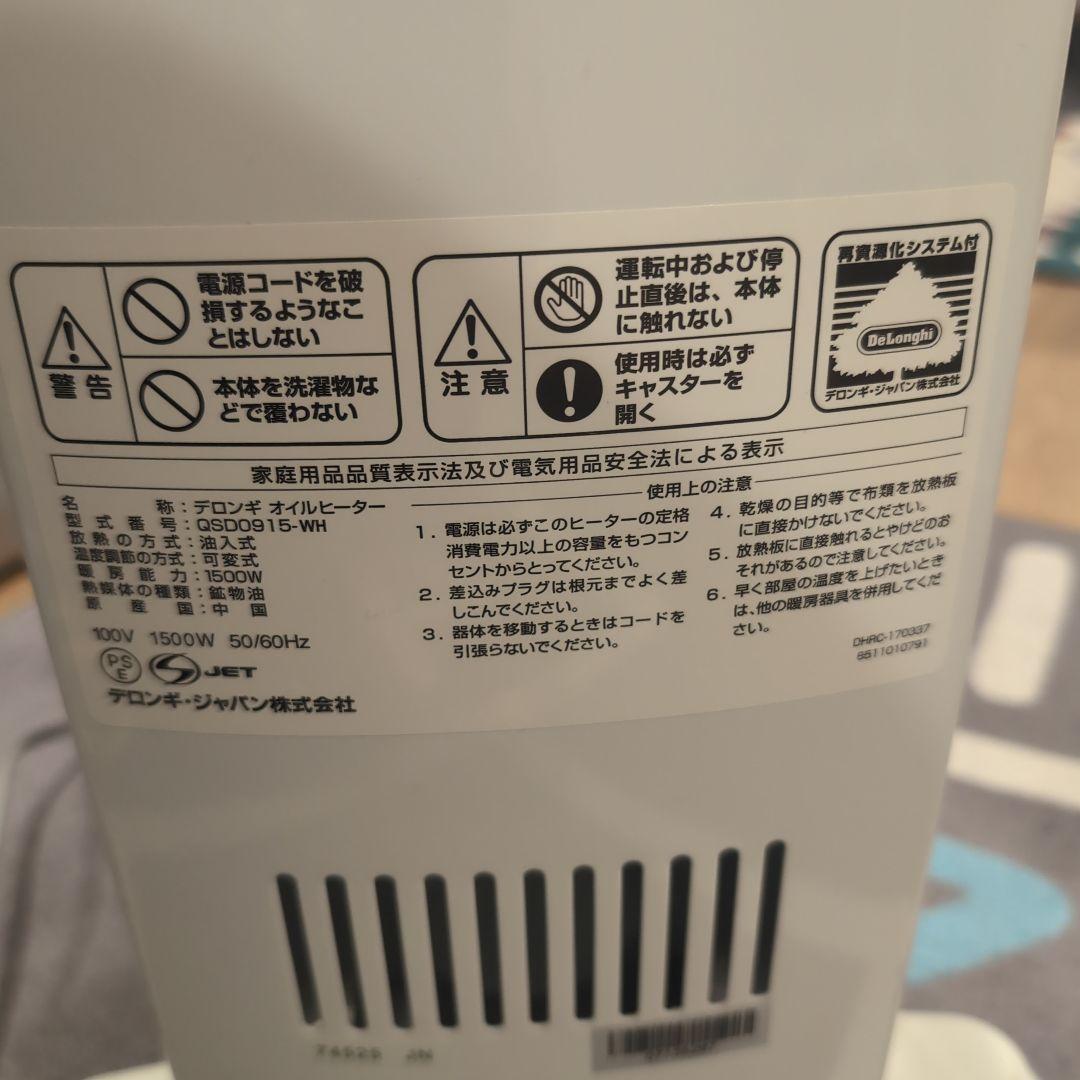 電源コードを破
損するようなこ
とはしない
警告
本体を洗濯物な
どで覆わない
運転中および停
止直後は、本体
に触れない
注意
使用時は必ず
キャスターを
開く
再資源化システム付
DeLonghi
デロンギ・ジャパン株式会社
家庭用品品質表示法及び電気用品安全法による表示
名称：デロンギ オイルヒーター
型式番号：QSD0915-WH
放熱の方式：油入式
温度調節の方式：可変式
暖房能力：1500W
熱媒体の種類：鉱物油
原産国：中国
100V 1500W 50/60Hz
PSE
JET
デロンギ・ジャパン株式会社
使用上の注意
1. 電源は必ずこのヒーターの定格
消費電力以上の容量をもつコン
セントからとってください。
2. 差込みプラグは根元までよく差
しこんでください。
3. 器体を移動するときはコードを
引張らないでください。
4. 乾燥の目的等で布類を放熱板
に直接かけないでください。
5. 放熱板に直接触れるとやけどのお
それがあるので注意してください。
6. 早く部屋の温度を上げたいとき
は、他の暖房器具を併用してくだ
さい。
DHRC-170337
6511010791